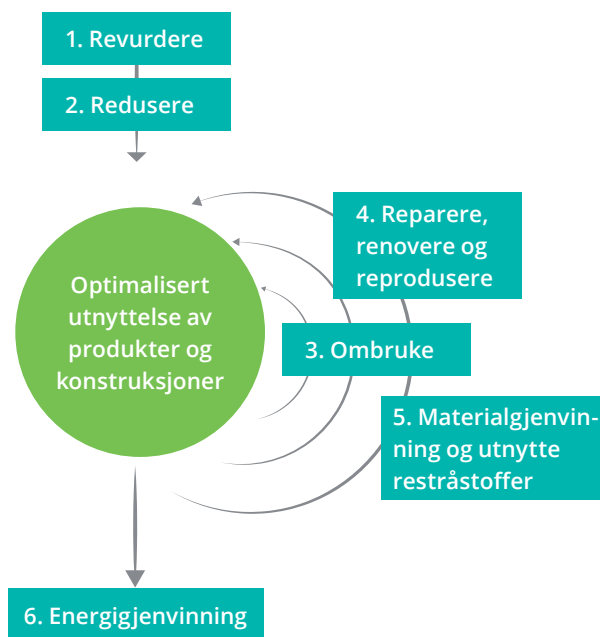 1. Revurdere
2. Redusere
Optimalisert
utnyttelse av
produkter og
konstruksjoner
4. Reparere,
renovere og
reprodusere
3. Ombruke
5. Materialgjenvin-
ning og utnytte
restråstoffer
6. Energigjenvinning